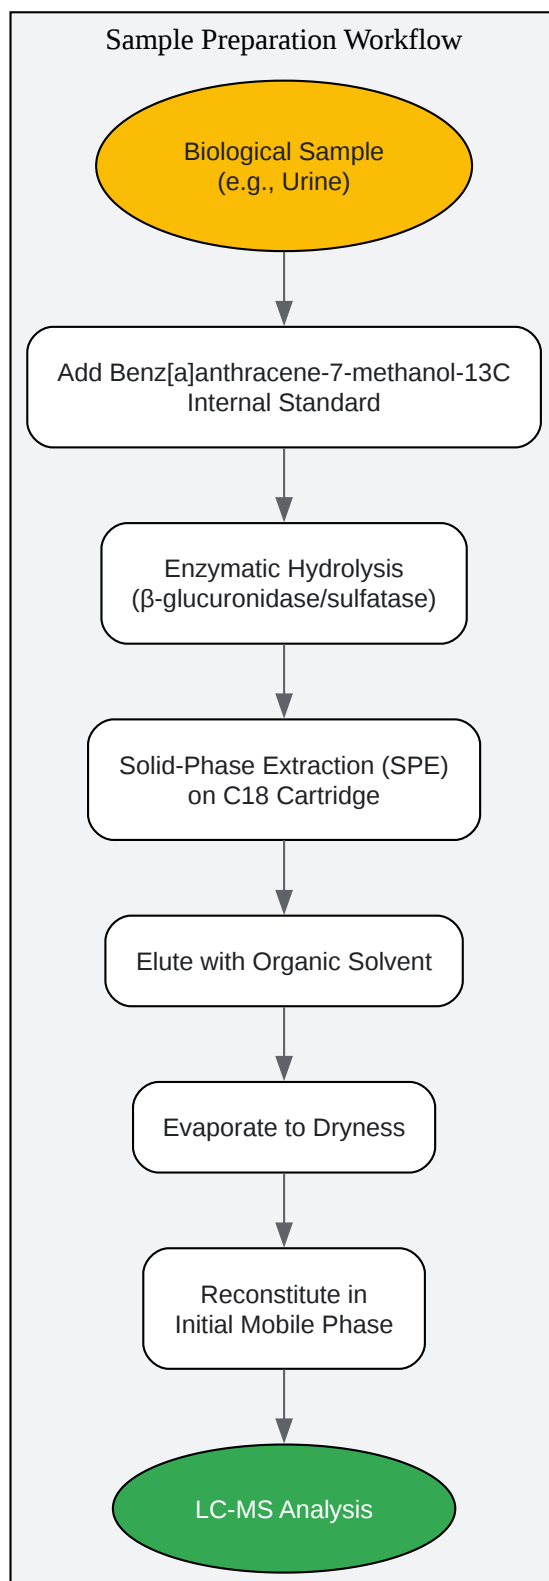 Sample Preparation Workflow
Biological Sample
(e.g., Urine)
Add Benz[a]anthracene-7-methanol-13C
Internal Standard
Enzymatic Hydrolysis
(β-glucuronidase/sulfatase)
Solid-Phase Extraction (SPE)
on C18 Cartridge
Elute with Organic Solvent
Evaporate to Dryness
Reconstitute in
Initial Mobile Phase
LC-MS Analysis